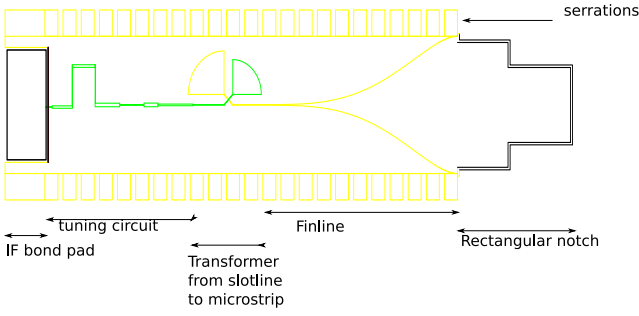 serrations
tuning circuit
Finline
IF bond pad
Rectangular notch
Transformer
from slotline
to microstrip